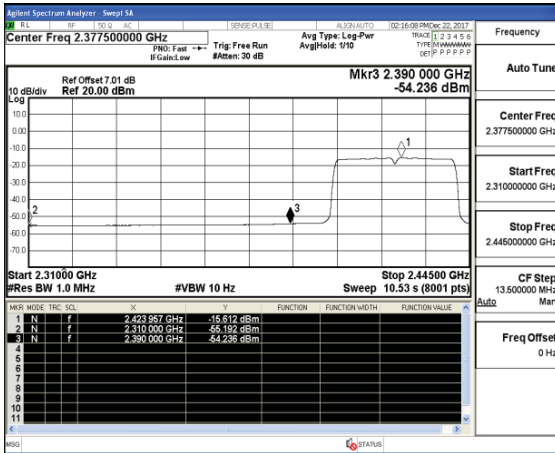 Agilent Spectrum Analyzer - Swept SA
RL RF 50 Ω AC SENSE:PULSE ALIGN AUTO 02:16:08 PM Dec 22, 2017
Center Freq 2.377500000 GHz
PNO: Fast
IFGain:Low
Trig: Free Run
#Atten: 30 dB
Avg Type: Log-Pwr
Avg|Hold: 1/10
TRACE 1 2 3 4 5 6
TYPE M WWWWW
DET P P P P P P
Ref Offset 7.01 dB
10 dB/div Ref 20.00 dBm
Log
Mkr3 2.390 000 GHz
-54.236 dBm
10.0
0.00
-10.0
-20.0
-30.0
-40.0
-50.0
-60.0
-70.0
1
2
3
Start 2.31000 GHz Stop 2.44500 GHz
#Res BW 1.0 MHz #VBW 10 Hz Sweep 10.53 s (8001 pts)
MKR MODE TRC SCL X Y FUNCTION FUNCTION WIDTH FUNCTION VALUE
1 N f 2.423 957 GHz -15.612 dBm
2 N f 2.310 000 GHz -55.192 dBm
3 N f 2.390 000 GHz -54.236 dBm
4
5
6
7
8
9
10
11
MSG STATUS
Frequency
Auto Tune
Center Freq
2.377500000 GHz
Start Freq
2.310000000 GHz
Stop Freq
2.445000000 GHz
CF Step
13.500000 MHz
Auto Man
Freq Offset
0 Hz